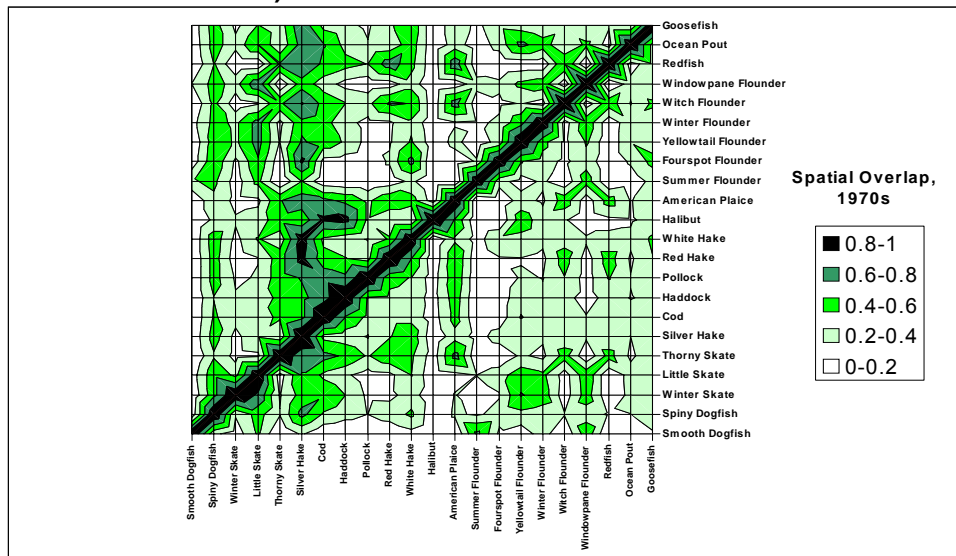 Goosefish
Ocean Pout
Redfish
Windowpane Flounder
Witch Flounder
Winter Flounder
Yellowtail Flounder
Fourspot Flounder
Summer Flounder
American Plaice
Halibut
White Hake
Red Hake
Pollock
Haddock
Cod
Silver Hake
Thorny Skate
Little Skate
Winter Skate
Spiny Dogfish
Smooth Dogfish
Smooth Dogfish
Spiny Dogfish
Winter Skate
Little Skate
Thorny Skate
Silver Hake
Cod
Haddock
Pollock
Red Hake
White Hake
Halibut
American Plaice
Summer Flounder
Fourspot Flounder
Yellowtail Flounder
Winter Flounder
Witch Flounder
Windowpane Flounder
Redfish
Ocean Pout
Goosefish
Spatial Overlap,
1970s
0.8-1
0.6-0.8
0.4-0.6
0.2-0.4
0-0.2